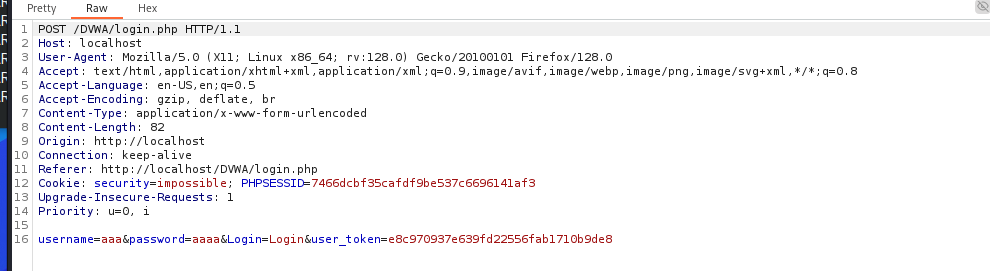 Pretty Raw Hex
1 POST /DVWA/login.php HTTP/1.1
2 Host: localhost
3 User-Agent: Mozilla/5.0 (X11; Linux x86_64; rv:128.0) Gecko/20100101 Firefox/128.0
4 Accept: text/html,application/xhtml+xml,application/xml;q=0.9,image/avif,image/webp,image/png,image/svg+xml,*/*;q=0.8
5 Accept-Language: en-US,en;q=0.5
6 Accept-Encoding: gzip, deflate, br
7 Content-Type: application/x-www-form-urlencoded
8 Content-Length: 82
9 Origin: http://localhost
10 Connection: keep-alive
11 Referer: http://localhost/DVWA/login.php
12 Cookie: security=impossible; PHPSESSID=7466dcbf35cafdf9be537c6696141af3
13 Upgrade-Insecure-Requests: 1
14 Priority: u=0, i
15
16 username=aaa&password=aaaa&Login=Login&user_token=e8c970937e639fd22556fab1710b9de8